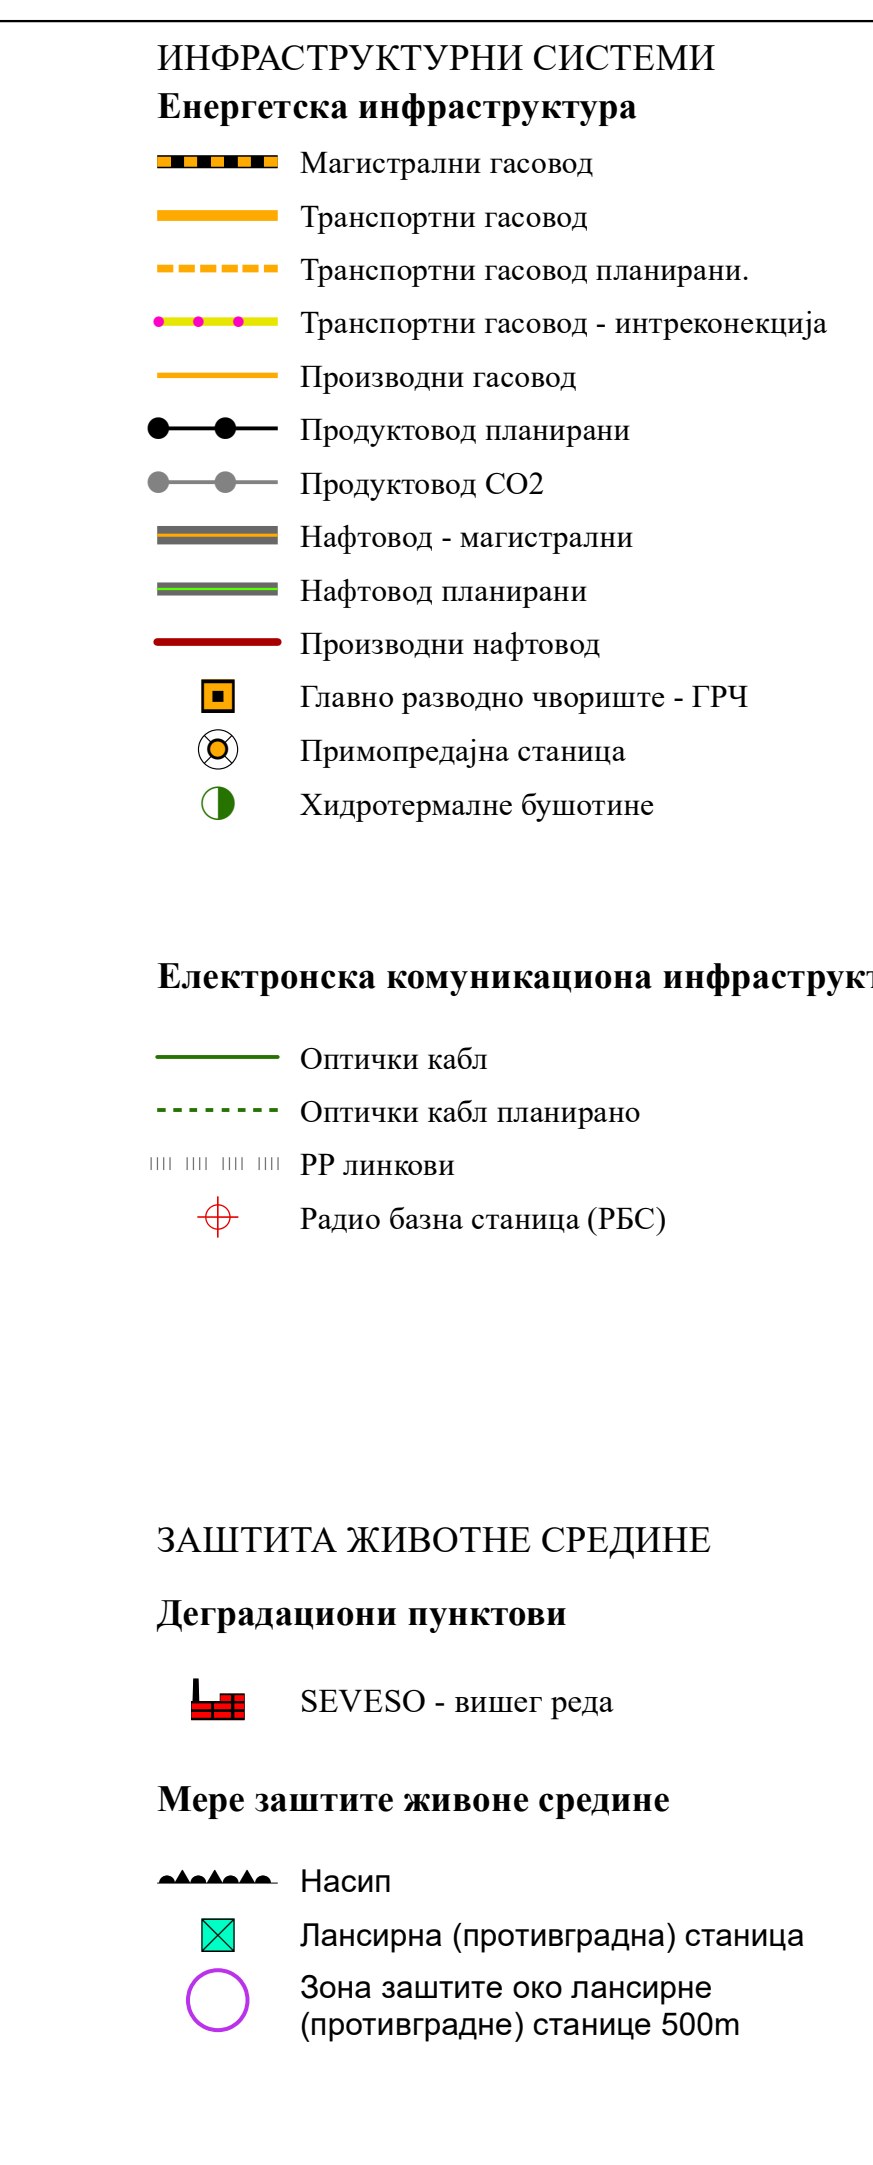 ИНФРАСТРУКТУРНИ СИСТЕМИ
Енергетска инфраструктура
Магистрални гасовод
Транспортни гасовод
Транспортни гасовод планирани.
Транспортни гасовод - интреконекција
Производни гасовод
Продуктовод планирани
Продуктовод СО2
Нафтовод - магистрални
Нафтовод планирани
Производни нафтовод
Главно разводно чвориште - ГРЧ
Примопредајна станица
Хидротермалне бушотине
Електронска комуникациона
Оптички кабл
Оптички кабл планирано
РР линкови
Радио базна станица (РБС)
ЗАШТИТА ЖИВОТНЕ СРЕДИНЕ
Деградациони пунктови
SEVESO - вишег реда
Мере заштите живоне средине
Насип
Лансирна (противградна) станица
Зона заштите око лансирне
(противградне) станице 500m